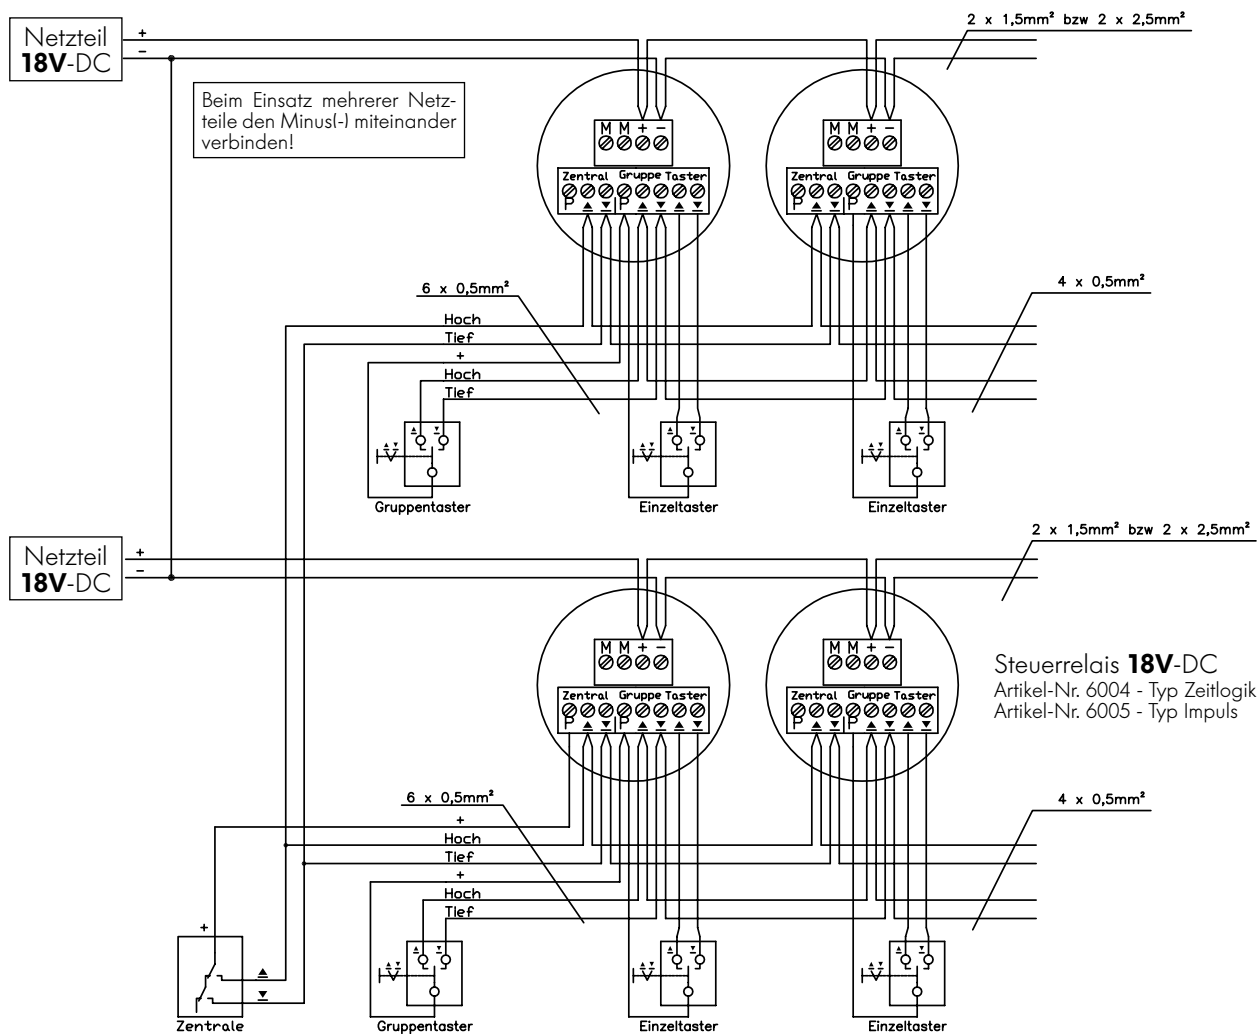 2 x 1,5mm² bzw 2 x 2,5mm²
Netzteil
18V-DC
+
-
Beim Einsatz mehrerer Netz-
teile den Minus(-) miteinander
verbinden!
M M + -
M M + -
Zentral Gruppe Taster
P P
Zentral Gruppe Taster
P P
6 x 0,5mm²
4 x 0,5mm²
Hoch
Tief
+
Hoch
Tief
Gruppentaster
Einzeltaster
Einzeltaster
2 x 1,5mm² bzw 2 x 2,5mm²
Netzteil
18V-DC
+
-
M M + -
M M + -
Steuerrelais 18V-DC
Artikel-Nr. 6004 - Typ Zeitlogik
Artikel-Nr. 6005 - Typ Impuls
Zentral Gruppe Taster
P P
Zentral Gruppe Taster
P P
6 x 0,5mm²
4 x 0,5mm²
+
Hoch
Tief
+
Hoch
Tief
+
Zentrale
Gruppentaster
Einzeltaster
Einzeltaster